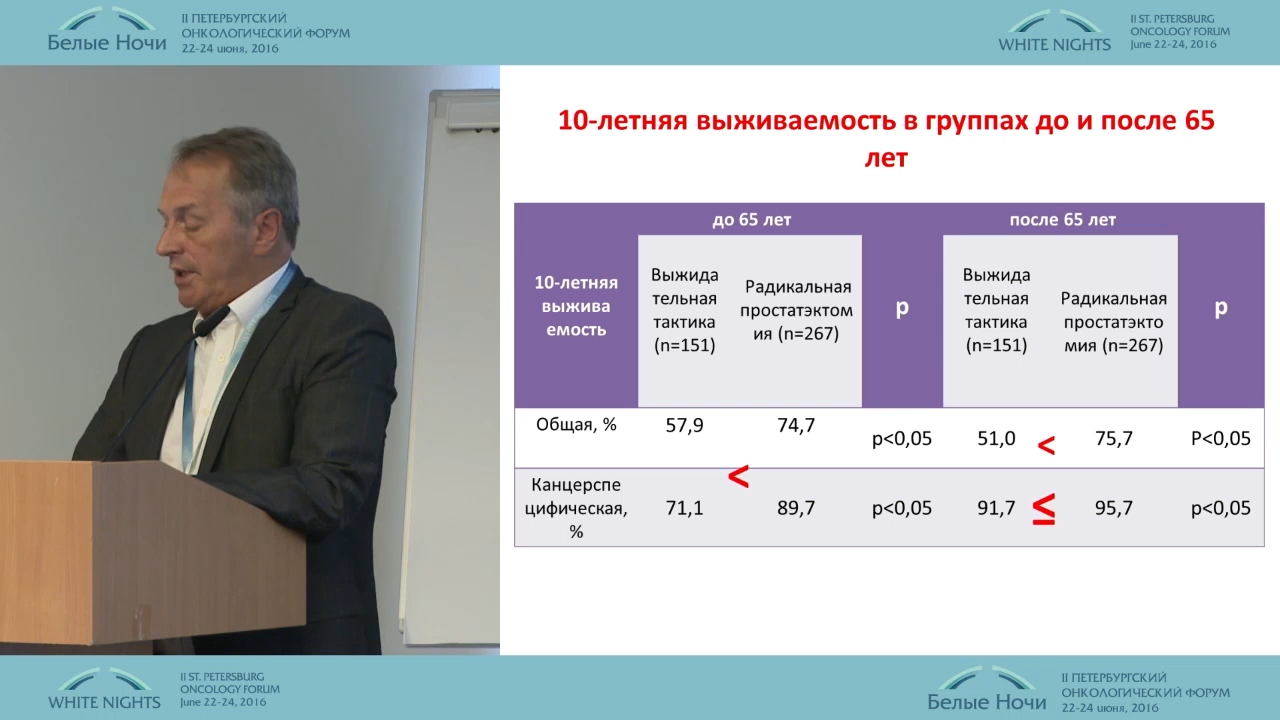 II ПЕТЕРБУРГСКИЙ
ОНКОЛОГИЧЕСКИЙ ФОРУМ
Белые Ночи
22-24 июня, 2016
II ST. PETERSBURG
ONCOLOGY FORUM
WHITE NIGHTS
June 22-24, 2016
10-летняя выживаемость в группах до и после 65
лет
до 65 лет
после 65 лет
10-летняя
выжива
емость
Выжида
тельная
тактика
(n=151)
Радикальная
простатэктом
ия (n=267)
p
Выжида
тельная
тактика
(n=151)
Радикальная
простатэкто
мия (n=267)
p
Общая, %
57,9
74,7
p<0,05
51,0
<
75,7
P<0,05
<
Канцерспе
цифическая,
%
71,1
89,7
p<0,05
91,7
≤
95,7
p<0,05
II ST. PETERSBURG
ONCOLOGY FORUM
WHITE NIGHTS
June 22-24, 2016
II ПЕТЕРБУРГСКИЙ
ОНКОЛОГИЧЕСКИЙ ФОРУМ
Белые Ночи
22-24 июня, 2016